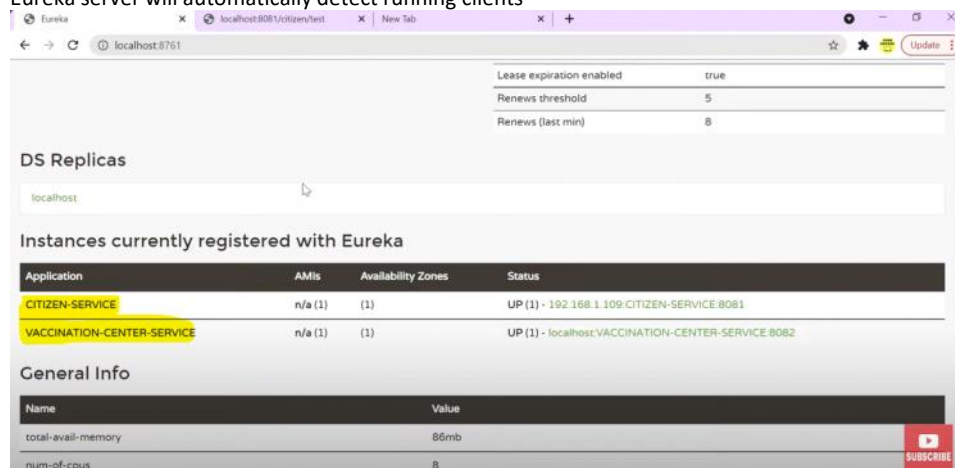 Eureka server will automatically detect running clients
Eureka
localhost:8081/citizen/test
New Tab
localhost:8761
Update
Lease expiration enabled true
Renews threshold 5
Renews (last min) 8
DS Replicas
localhost
Instances currently registered with Eureka
Application AMIs Availability Zones Status
CITIZEN-SERVICE n/a (1) (1) UP (1) - 192.168.1.109:CITIZEN-SERVICE:8081
VACCINATION-CENTER-SERVICE n/a (1) (1) UP (1) - localhost:VACCINATION-CENTER-SERVICE:8082
General Info
Name Value
total-avail-memory 86mb
num-of-cpus 8
SUBSCRIBE